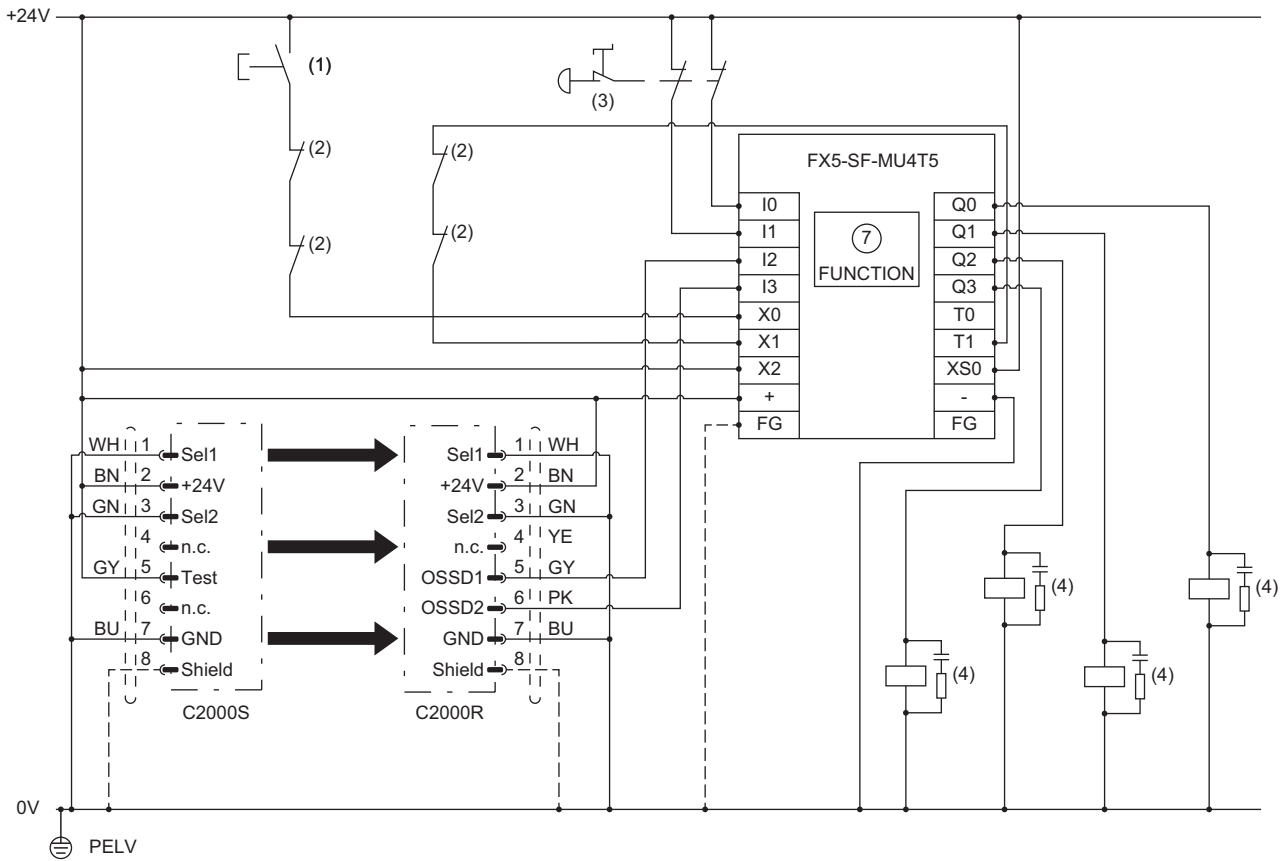 +24V
(1)
(3)
(2)
(2)
(2)
(2)
FX5-SF-MU4T5
7
FUNCTION
I0
I1
I2
I3
X0
X1
X2
+
FG
Q0
Q1
Q2
Q3
T0
T1
XS0
-
FG
WH 1 Sel1
BN 2 +24V
GN 3 Sel2
4 n.c.
GY 5 Test
6 n.c.
BU 7 GND
8 Shield
C2000S
Sel1 1 WH
+24V 2 BN
Sel2 3 GN
n.c. 4 YE
OSSD1 5 GY
OSSD2 6 PK
GND 7 BU
Shield 8
C2000R
(4)
(4)
(4)
(4)
0V
PELV